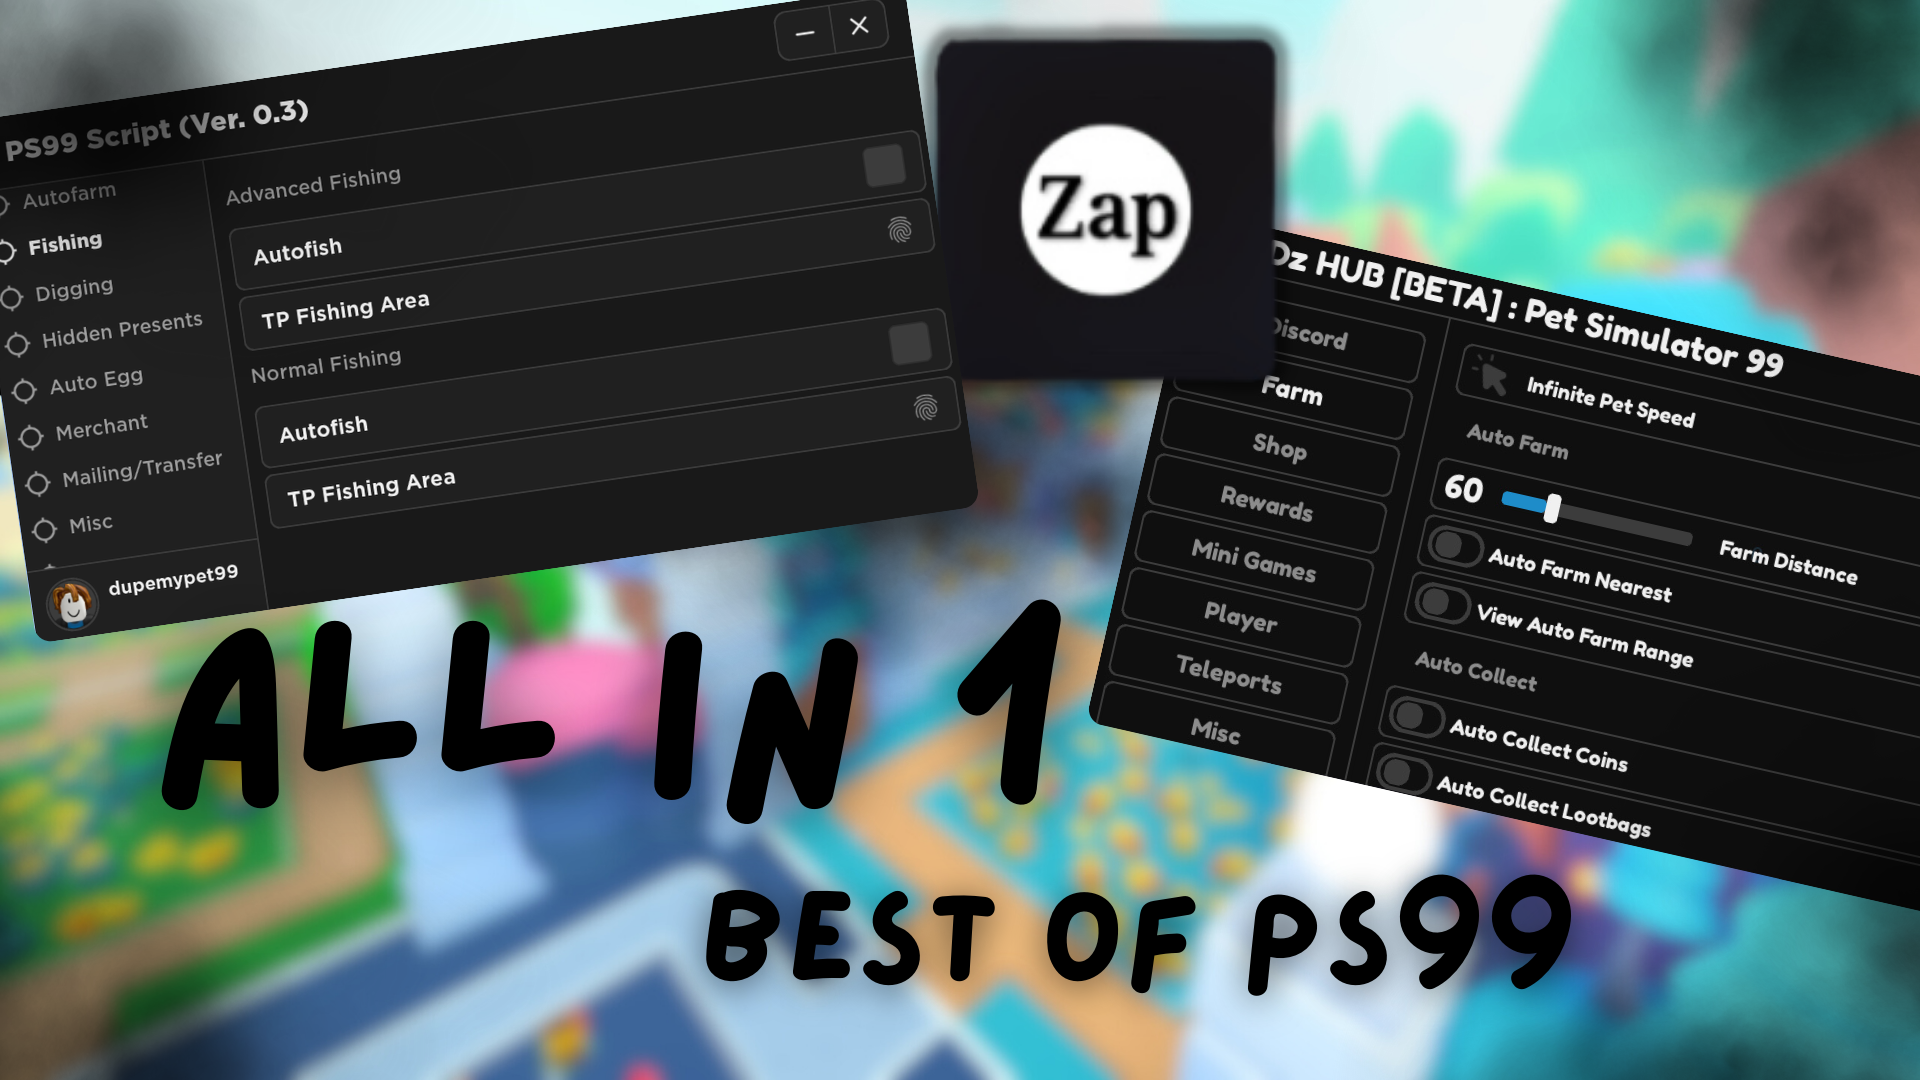 PS99 Script (Ver. 0.3)
Autofarm
Fishing
Digging
Hidden Presents
Auto Egg
Merchant
Mailing/Transfer
Misc
dupemypet99
Advanced Fishing
Autofish
TP Fishing Area
Normal Fishing
Autofish
TP Fishing Area
Zap
HUB [BETA] : Pet Simulator 99
Discord
Farm
Shop
Rewards
Mini Games
Player
Teleports
Misc
Infinite Pet Speed
Auto Farm
60
Farm Distance
Auto Farm Nearest
View Auto Farm Range
Auto Collect
Auto Collect Coins
Auto Collect Lootbags
ALL IN 1
BEST OF PS99